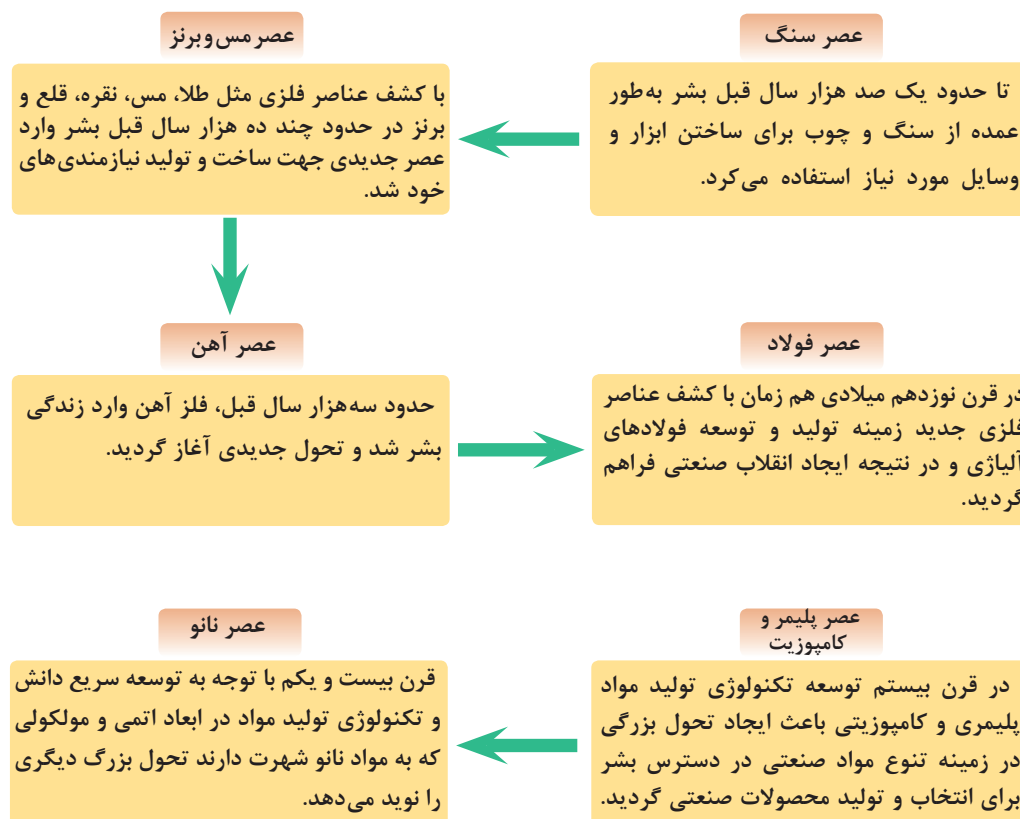 عصر سنگ
تا حدود یک صد هزار سال قبل بشر به‌طور
عمده از سنگ و چوب برای ساختن ابزار و
وسایل مورد نیاز استفاده می‌کرد.
عصر مس و برنز
با کشف عناصر فلزی مثل طلا، مس، نقره، قلع و
برنز در حدود چند ده هزار سال قبل بشر وارد
عصر جدیدی جهت ساخت و تولید نیازمندی‌های
خود شد.
عصر آهن
حدود سه‌هزار سال قبل، فلز آهن وارد زندگی
بشر شد و تحول جدیدی آغاز گردید.
عصر فولاد
در قرن نوزدهم میلادی هم زمان با کشف عناصر
فلزی جدید زمینه تولید و توسعه فولادهای
آلیاژی و در نتیجه ایجاد انقلاب صنعتی فراهم
گردید.
عصر پلیمر و
کامپوزیت
در قرن بیستم توسعه تکنولوژی تولید مواد
پلیمری و کامپوزیتی باعث ایجاد تحول بزرگی
در زمینه تنوع مواد صنعتی در دسترس بشر
برای انتخاب و تولید محصولات صنعتی گردید.
عصر نانو
قرن بیست و یکم با توجه به توسعه سریع دانش
و تکنولوژی تولید مواد در ابعاد اتمی و مولکولی
که به مواد نانو شهرت دارند تحول بزرگ دیگری
را نوید می‌دهد.